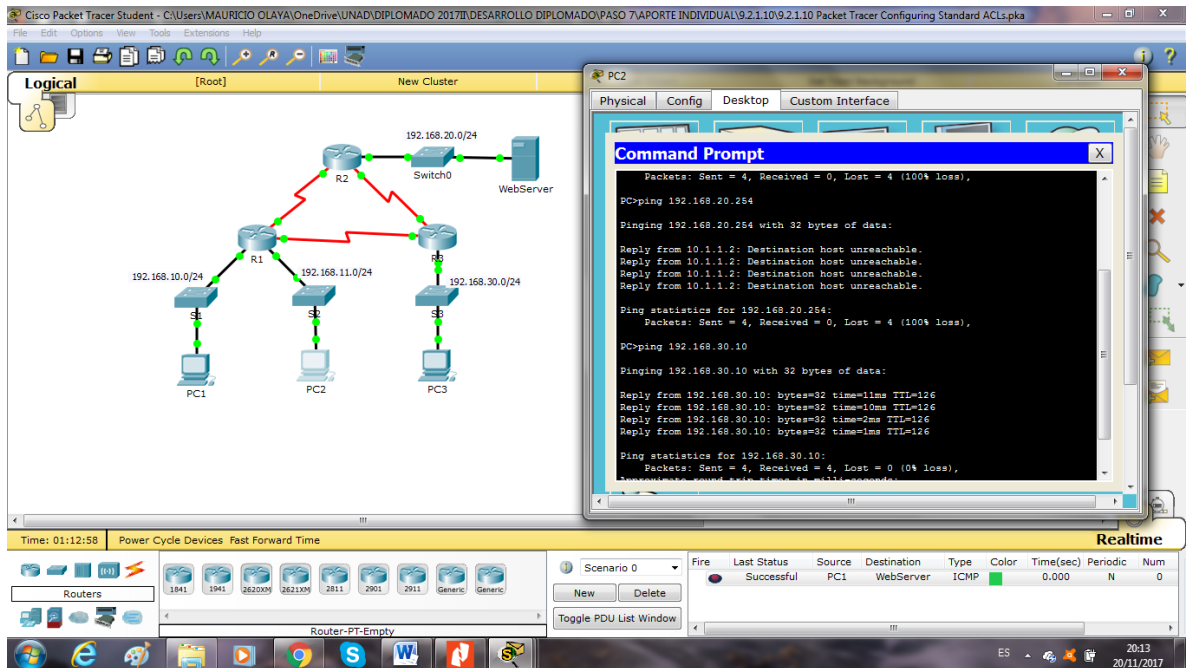 Cisco Packet Tracer Student - C:\Users\MAURICIO OLAYA\OneDrive\UNAD\DIPLOMADO 2017II\DESARROLLO DIPLOMADO\PASO 7\APORTE INDIVIDUAL\9.2.1.10\9.2.1.10 Packet Tracer Configuring Standard ACLs.pka
File Edit Options View Tools Extensions Help
Logical [Root] New Cluster
192.168.20.0/24
R2
Switch0
WebServer
R1
R3
192.168.10.0/24
192.168.11.0/24
192.168.30.0/24
S1
S2
S3
PC1
PC2
PC3
PC2
Physical Config Desktop Custom Interface
Command Prompt X
Packets: Sent = 4, Received = 0, Lost = 4 (100% loss),
PC>ping 192.168.20.254
Pinging 192.168.20.254 with 32 bytes of data:
Reply from 10.1.1.2: Destination host unreachable.
Reply from 10.1.1.2: Destination host unreachable.
Reply from 10.1.1.2: Destination host unreachable.
Reply from 10.1.1.2: Destination host unreachable.
Ping statistics for 192.168.20.254:
Packets: Sent = 4, Received = 0, Lost = 4 (100% loss),
PC>ping 192.168.30.10
Pinging 192.168.30.10 with 32 bytes of data:
Reply from 192.168.30.10: bytes=32 time=11ms TTL=126
Reply from 192.168.30.10: bytes=32 time=10ms TTL=126
Reply from 192.168.30.10: bytes=32 time=2ms TTL=126
Reply from 192.168.30.10: bytes=32 time=1ms TTL=126
Ping statistics for 192.168.30.10:
Packets: Sent = 4, Received = 4, Lost = 0 (0% loss),
Approximate round trip times in milli-seconds:
Time: 01:12:58 Power Cycle Devices Fast Forward Time Realtime
Routers
1841 1941 2620XM 2621XM 2811 2901 2911 Generic Generic
Router-PT-Empty
Scenario 0
New Delete
Toggle PDU List Window
Fire Last Status Source Destination Type Color Time(sec) Periodic Num
Successful PC1 WebServer ICMP 0.000 N 0
ES
20:13
20/11/2017